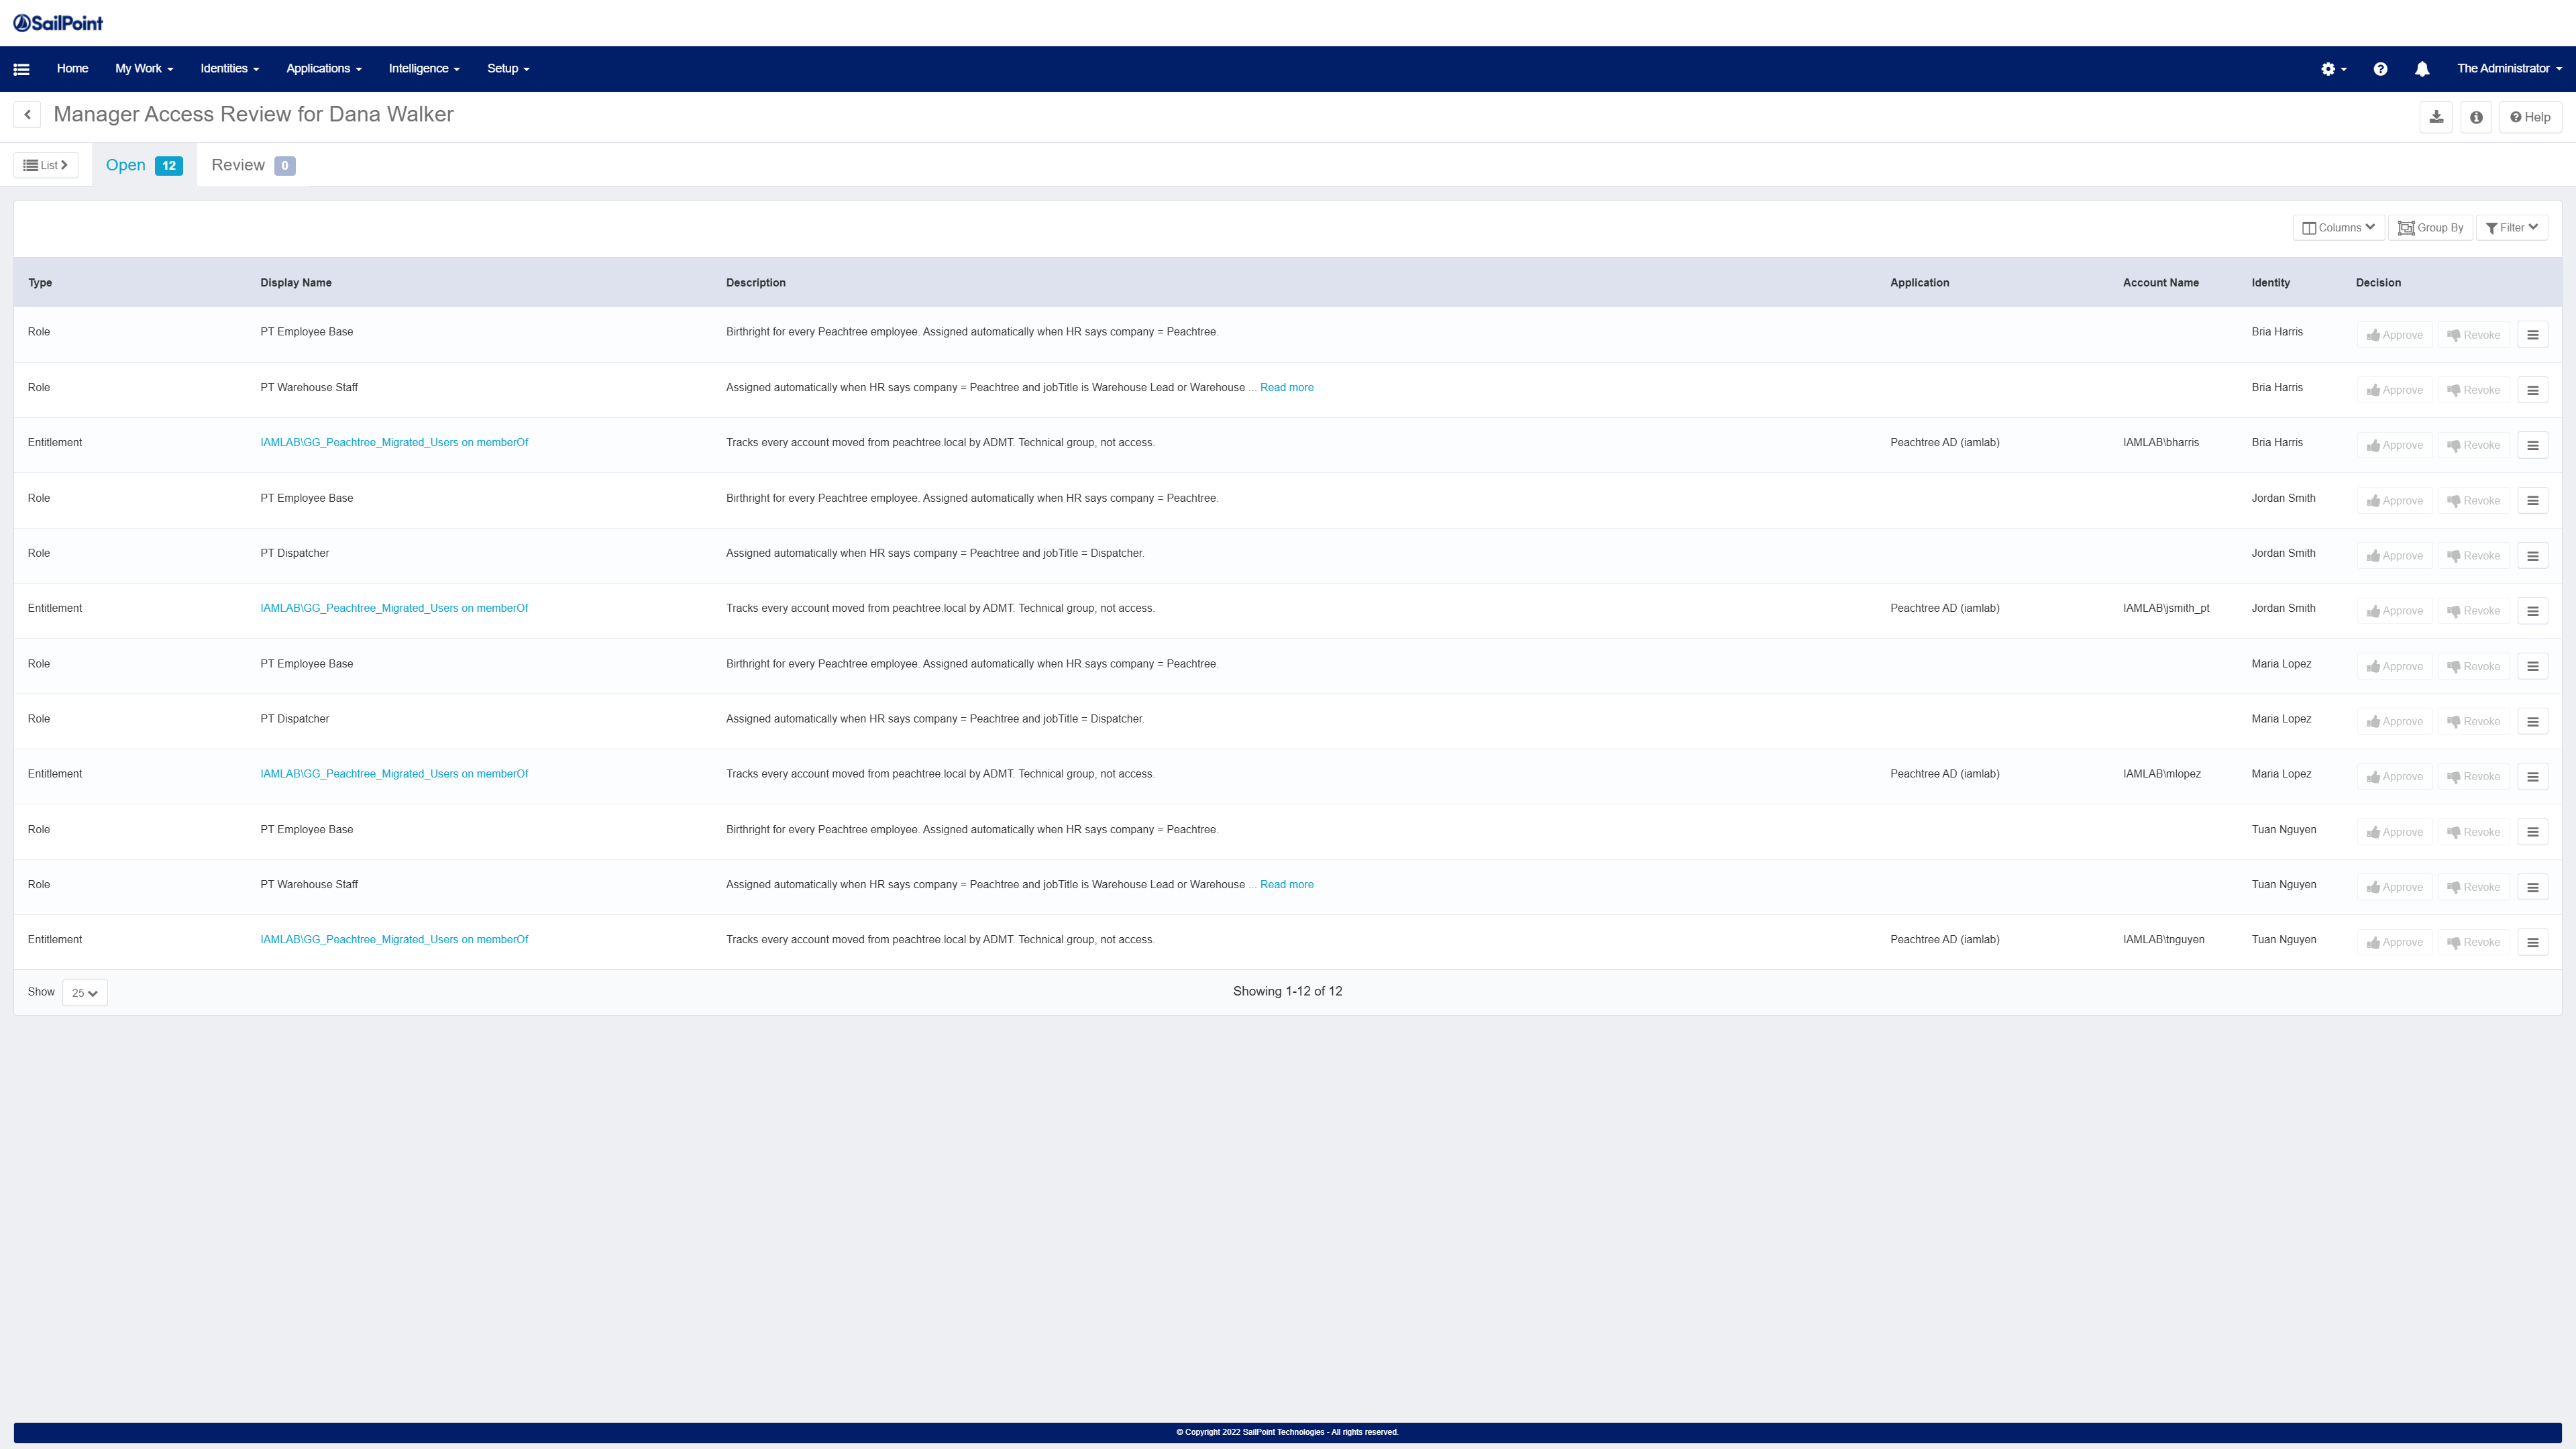 SailPoint
Home My Work Identities Applications Intelligence Setup The Administrator
Manager Access Review for Dana Walker Help
List Open 12 Review 0
Columns Group By Filter
Type Display Name Description Application Account Name Identity Decision
Role PT Employee Base Birthright for every Peachtree employee. Assigned automatically when HR says company = Peachtree. Bria Harris Approve Revoke
Role PT Warehouse Staff Assigned automatically when HR says company = Peachtree and jobTitle is Warehouse Lead or Warehouse ... Read more Bria Harris Approve Revoke
Entitlement IAMLAB\GG_Peachtree_Migrated_Users on memberOf Tracks every account moved from peachtree.local by ADMT. Technical group, not access. Peachtree AD (iamlab) IAMLAB\bharris Bria Harris Approve Revoke
Role PT Employee Base Birthright for every Peachtree employee. Assigned automatically when HR says company = Peachtree. Jordan Smith Approve Revoke
Role PT Dispatcher Assigned automatically when HR says company = Peachtree and jobTitle = Dispatcher. Jordan Smith Approve Revoke
Entitlement IAMLAB\GG_Peachtree_Migrated_Users on memberOf Tracks every account moved from peachtree.local by ADMT. Technical group, not access. Peachtree AD (iamlab) IAMLAB\jsmith_pt Jordan Smith Approve Revoke
Role PT Employee Base Birthright for every Peachtree employee. Assigned automatically when HR says company = Peachtree. Maria Lopez Approve Revoke
Role PT Dispatcher Assigned automatically when HR says company = Peachtree and jobTitle = Dispatcher. Maria Lopez Approve Revoke
Entitlement IAMLAB\GG_Peachtree_Migrated_Users on memberOf Tracks every account moved from peachtree.local by ADMT. Technical group, not access. Peachtree AD (iamlab) IAMLAB\mlopez Maria Lopez Approve Revoke
Role PT Employee Base Birthright for every Peachtree employee. Assigned automatically when HR says company = Peachtree. Tuan Nguyen Approve Revoke
Role PT Warehouse Staff Assigned automatically when HR says company = Peachtree and jobTitle is Warehouse Lead or Warehouse ... Read more Tuan Nguyen Approve Revoke
Entitlement IAMLAB\GG_Peachtree_Migrated_Users on memberOf Tracks every account moved from peachtree.local by ADMT. Technical group, not access. Peachtree AD (iamlab) IAMLAB\tnguyen Tuan Nguyen Approve Revoke
Show 25 Showing 1-12 of 12
© Copyright 2022 SailPoint Technologies - All rights reserved.